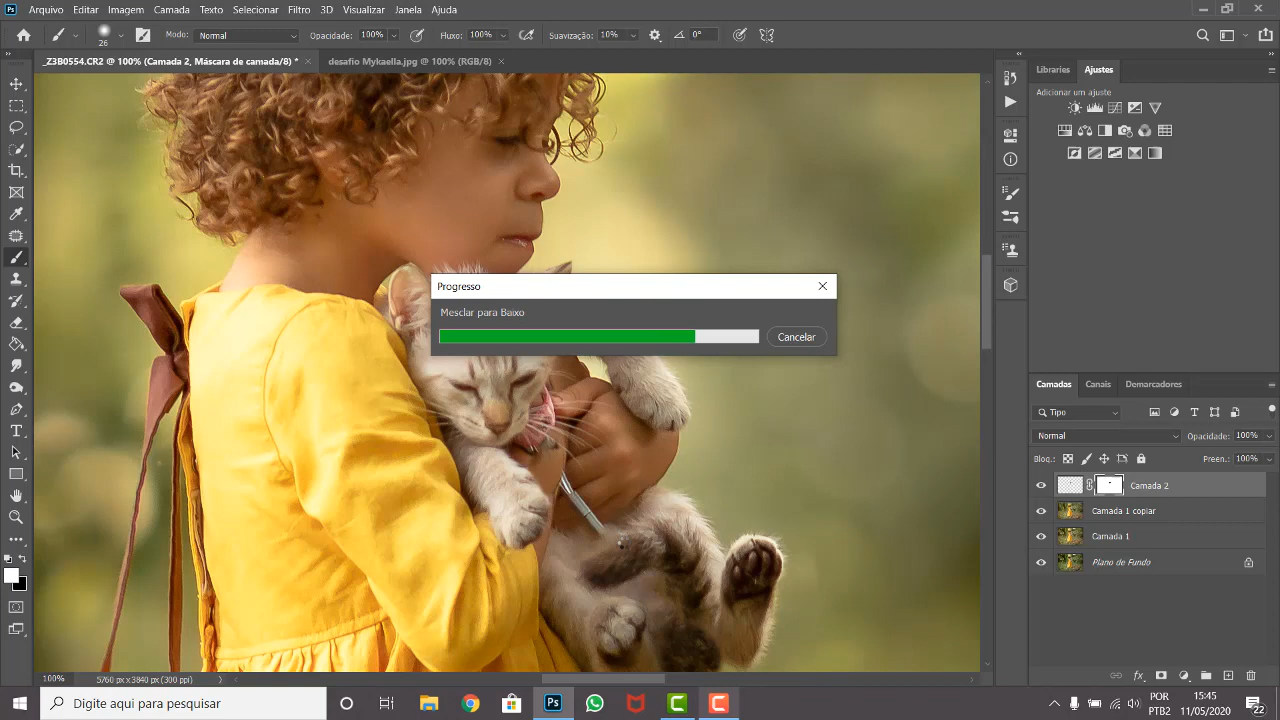 Ps Arquivo Editar Imagem Camada Texto Selecionar Filtro 3D Visualizar Janela Ajuda
26 Modo: Normal Opacidade: 100% Fluxo: 100% Suavização: 10% 0°
_Z3B0554.CR2 @ 100% (Camada 2, Máscara de camada/8) * desafio Mykaella.jpg @ 100% (RGB/8)
Libraries Ajustes
Adicionar um ajuste
Progresso
Mesclar para Baixo
Cancelar
Camadas Canais Demarcadores
Tipo
Normal Opacidade: 100%
Bloq.: Preen.: 100%
Camada 2
Camada 1 copiar
Camada 1
Plano de Fundo
100% 5760 px x 3840 px (300 ppi)
Digite aqui para pesquisar
Ps
POR
PTB2
15:45
11/05/2020
22